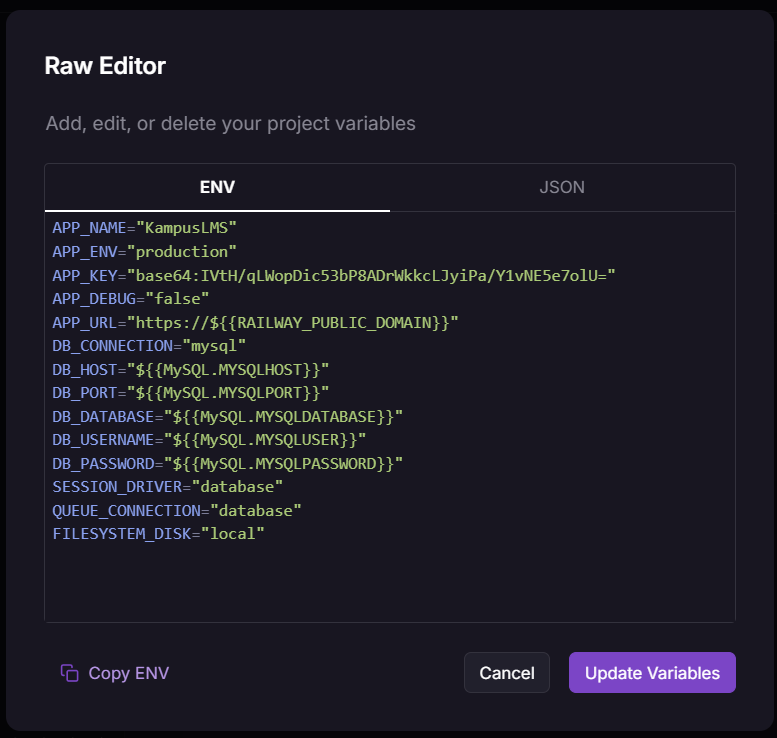 Raw Editor
Add, edit, or delete your project variables
ENV
JSON
APP_NAME="KampusLMS"
APP_ENV="production"
APP_KEY="base64:IVtH/qLWopDic53bP8ADrWkkcLJyiPa/Y1vNE5e7olU="
APP_DEBUG="false"
APP_URL="https://${{RAILWAY_PUBLIC_DOMAIN}}"
DB_CONNECTION="mysql"
DB_HOST="${{MySQL.MYSQLHOST}}"
DB_PORT="${{MySQL.MYSQLPORT}}"
DB_DATABASE="${{MySQL.MYSQLDATABASE}}"
DB_USERNAME="${{MySQL.MYSQLUSER}}"
DB_PASSWORD="${{MySQL.MYSQLPASSWORD}}"
SESSION_DRIVER="database"
QUEUE_CONNECTION="database"
FILESYSTEM_DISK="local"
Copy ENV
Cancel
Update Variables